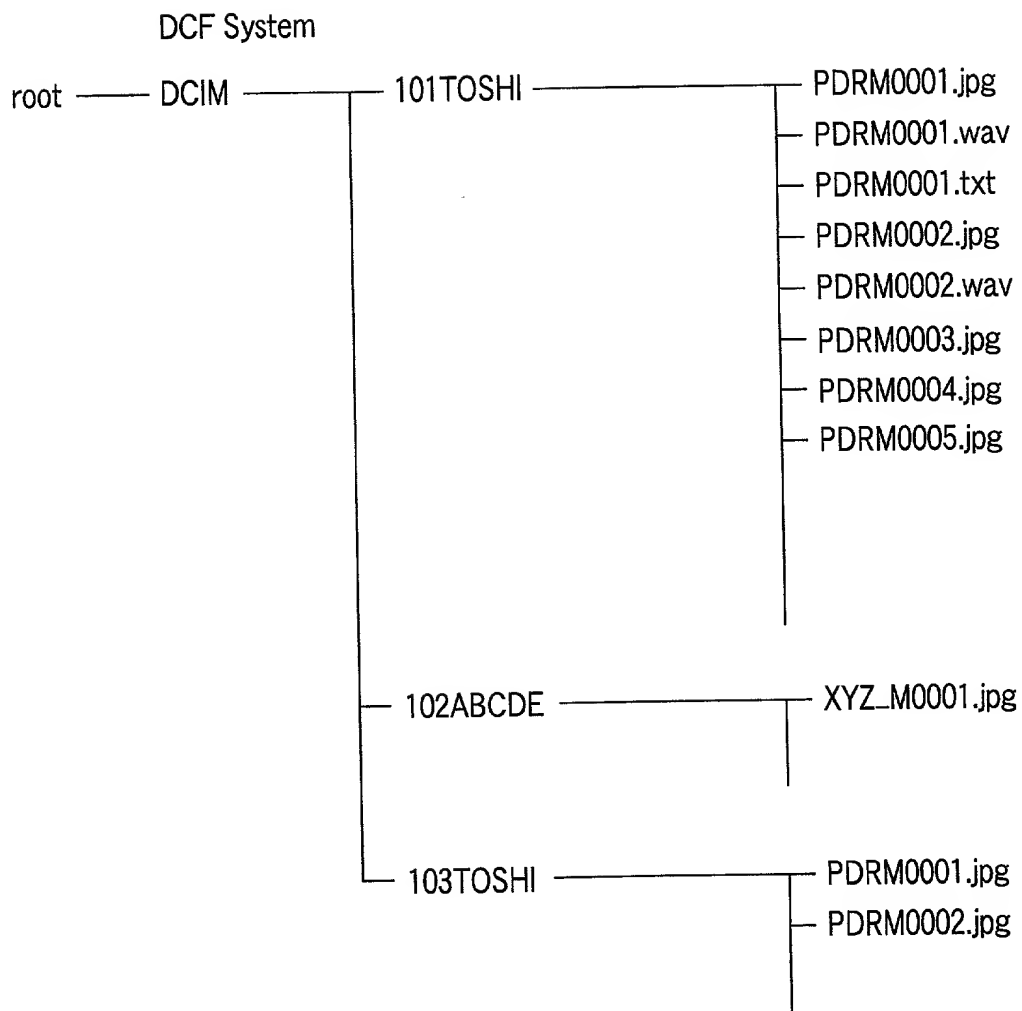 DCF System
root DCIM 101TOSHI PDRM0001.jpg
PDRM0001.wav
PDRM0001.txt
PDRM0002.jpg
PDRM0002.wav
PDRM0003.jpg
PDRM0004.jpg
PDRM0005.jpg
102ABCDE XYZ_M0001.jpg
103TOSHI PDRM0001.jpg
PDRM0002.jpg